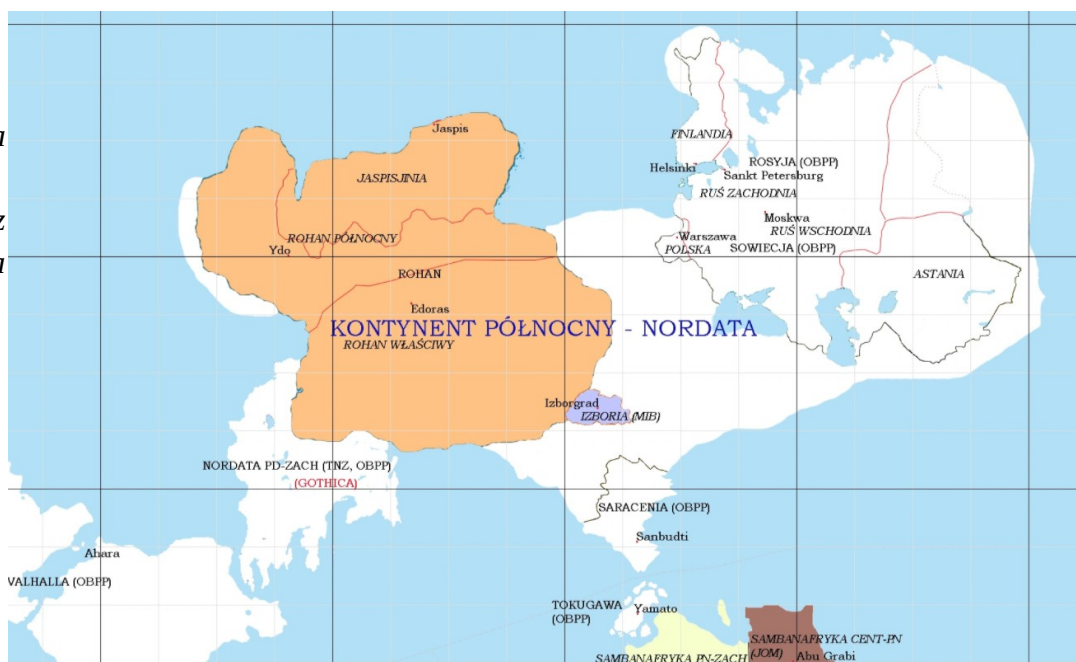 a
z
a
Jaspis
JASPISJINIA
ROHAN PÓŁNOCNY
Ydo
ROHAN
Edoras
KONTYNENT PÓŁNOCNY - NORDATA
ROHAN WŁAŚCIWY
FINLANDIA
Helsinki
ROSYJA (OBPP)
Sankt Petersburg
RUŚ ZACHODNIA
Moskwa
RUŚ WSCHODNIA
Warszawa
POLSKA
SOWIECJA (OBPP)
ASTANIA
Izborgrad
IZBORIA (MIB)
NORDATA PD-ZACH (TNZ, OBPP)
(GOTHICA)
SARACENIA (OBPP)
Sanbudti
Ahara
VALHALLA (OBPP)
TOKUGAWA
(OBPP)
Yamato
SAMBANAFRYKA CENT-PN
(JOM)
Abu Grabi
SAMBANAFRYKA PN-ZACH